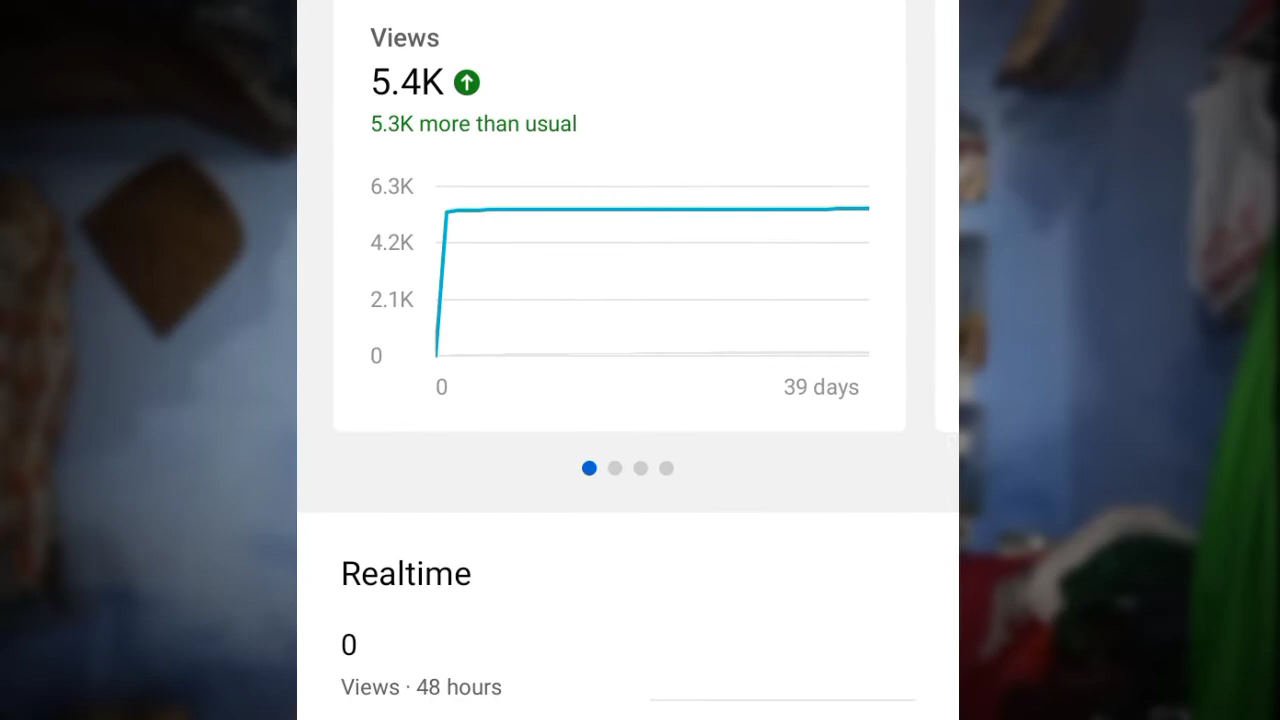 Views
5.4K
5.3K more than usual
6.3K
4.2K
2.1K
0
0
39 days
Realtime
0
Views · 48 hours